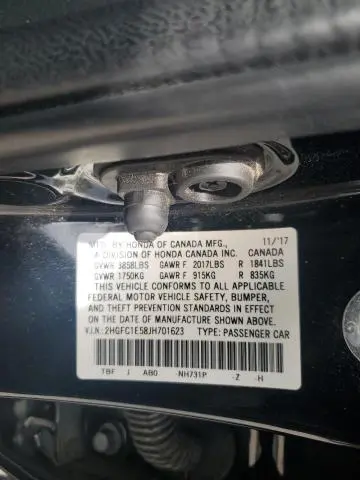 MFD. BY HONDA OF CANADA MFG., 11/'17
A DIVISION OF HONDA CANADA INC. CANADA
GVWR 3858LBS GAWR F 2017LBS R 1841LBS
GVWR 1750KG GAWR F 915KG R 835KG
THIS VEHICLE CONFORMS TO ALL APPLICABLE
FEDERAL MOTOR VEHICLE SAFETY, BUMPER,
AND THEFT PREVENTION STANDARDS IN
EFFECT ON THE DATE OF MANUFACTURE SHOWN ABOVE.
V.I.N.: 2HGFC1E58JH701623 TYPE: PASSENGER CAR
TBF J AB0 -NH731P -Z -H